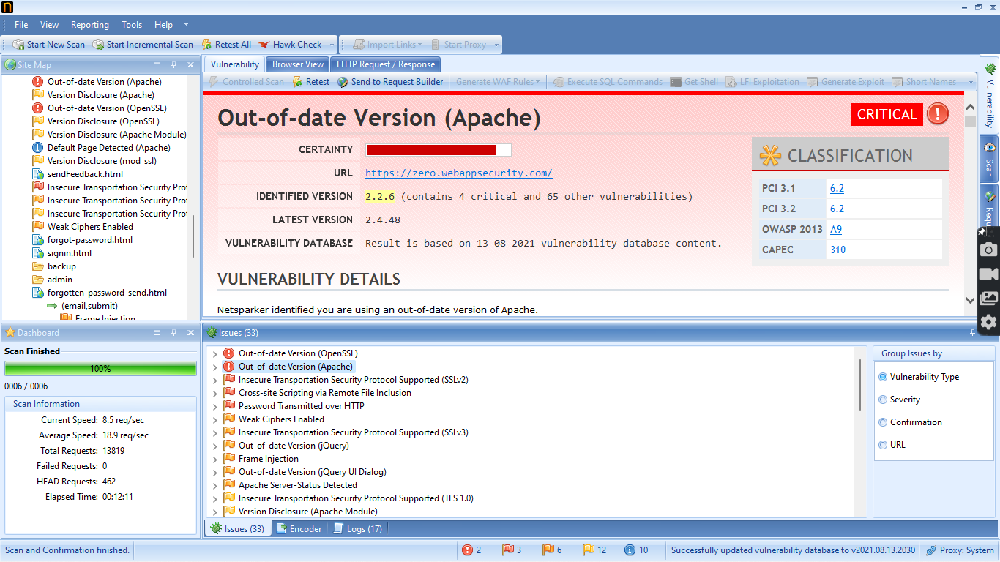 n
File View Reporting Tools Help
Start New Scan Start Incremental Scan Retest All Hawk Check Import Links Start Proxy
Site Map
Out-of-date Version (Apache)
Version Disclosure (Apache)
Out-of-date Version (OpenSSL)
Version Disclosure (OpenSSL)
Version Disclosure (Apache Module)
Default Page Detected (Apache)
Version Disclosure (mod_ssl)
sendFeedback.html
Insecure Transportation Security Pro
Insecure Transportation Security Pro
Insecure Transportation Security Pro
Weak Ciphers Enabled
forgot-password.html
signin.html
backup
admin
forgotten-password-send.html
(email,submit)
Frame Injection
Vulnerability Browser View HTTP Request / Response
Controlled Scan Retest Send to Request Builder Generate WAF Rules Execute SQL Commands Get Shell LFI Exploitation Generate Exploit Short Names
Out-of-date Version (Apache)
CRITICAL
CERTAINTY
URL https://zero.webappsecurity.com/
IDENTIFIED VERSION 2.2.6 (contains 4 critical and 65 other vulnerabilities)
LATEST VERSION 2.4.48
VULNERABILITY DATABASE Result is based on 13-08-2021 vulnerability database content.
CLASSIFICATION
PCI 3.1 6.2
PCI 3.2 6.2
OWASP 2013 A9
CAPEC 310
VULNERABILITY DETAILS
Netsparker identified you are using an out-of-date version of Apache.
Vulnerability
Scan
Requ
Dashboard
Scan Finished
100%
0006 / 0006
Scan Information
Current Speed: 8.5 req/sec
Average Speed: 18.9 req/sec
Total Requests: 13819
Failed Requests: 0
HEAD Requests: 462
Elapsed Time: 00:12:11
Issues (33)
Out-of-date Version (OpenSSL)
Out-of-date Version (Apache)
Insecure Transportation Security Protocol Supported (SSLv2)
Cross-site Scripting via Remote File Inclusion
Password Transmitted over HTTP
Weak Ciphers Enabled
Insecure Transportation Security Protocol Supported (SSLv3)
Out-of-date Version (jQuery)
Frame Injection
Out-of-date Version (jQuery UI Dialog)
Apache Server-Status Detected
Insecure Transportation Security Protocol Supported (TLS 1.0)
Version Disclosure (Apache Module)
Group Issues by
Vulnerability Type
Severity
Confirmation
URL
Issues (33) Encoder Logs (17)
Scan and Confirmation finished. 2 3 6 12 10 Successfully updated vulnerability database to v2021.08.13.2030 Proxy: System